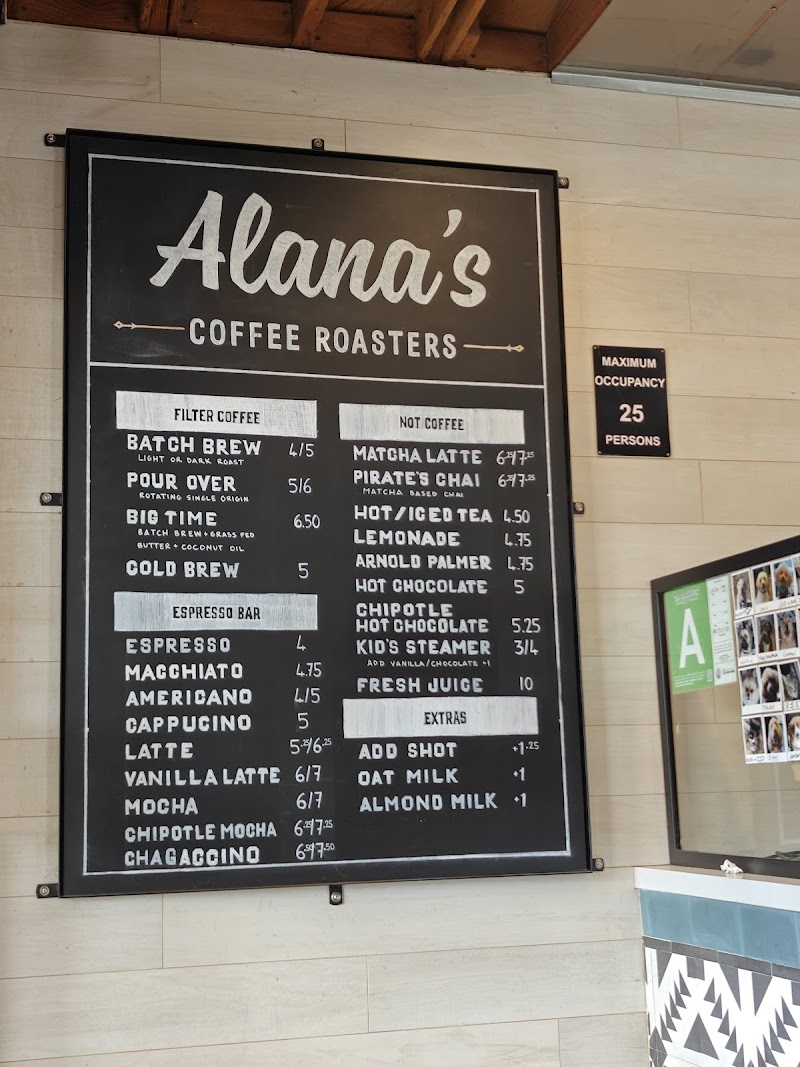 Alana's
COFFEE ROASTERS
FILTER COFFEE
BATCH BREW 4/5
LIGHT OR DARK ROAST
POUR OVER 5/6
ROTATING SINGLE ORIGIN
BIG TIME 6.50
BATCH BREW + GRASS FED
BUTTER + COCONUT OIL
COLD BREW 5
ESPRESSO BAR
ESPRESSO 4
MACCHIATO 4.75
AMERICANO 4/5
CAPPUCINO 5
LATTE 5.25/6.25
VANILLA LATTE 6/7
MOCHA 6/7
CHIPOTLE MOCHA 6.25/7.25
CHAGACCINO 6.50/7.50
NOT COFFEE
MATCHA LATTE 6.25/7.25
PIRATE'S CHAI 6.25/7.25
MATCHA BASED CHAI
HOT/ICED TEA 4.50
LEMONADE 4.75
ARNOLD PALMER 4.75
HOT CHOCOLATE 5
CHIPOTLE
HOT CHOCOLATE 5.25
KID'S STEAMER 3/4
ADD VANILLA/CHOCOLATE +1
FRESH JUICE 10
EXTRAS
ADD SHOT +1.25
OAT MILK +1
ALMOND MILK +1
MAXIMUM
OCCUPANCY
25
PERSONS
A